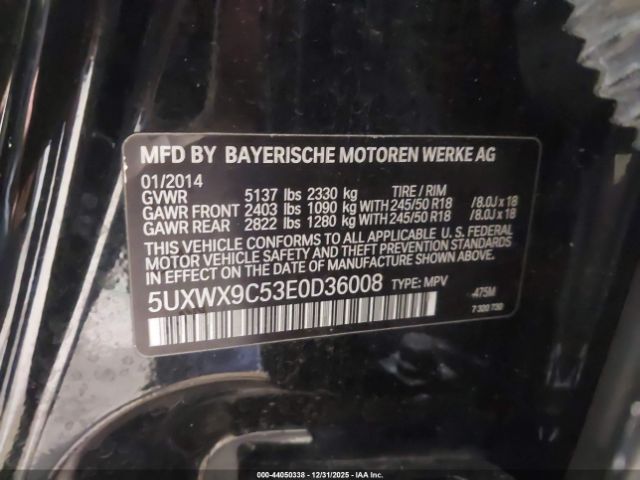 MFD BY BAYERISCHE MOTOREN WERKE AG
01/2014
GVWR 5137 lbs 2330 kg TIRE / RIM
GAWR FRONT 2403 lbs 1090 kg WITH 245/50 R18 /8.0J x 18
GAWR REAR 2822 lbs 1280 kg WITH 245/50 R18 /8.0J x 18
THIS VEHICLE CONFORMS TO ALL APPLICABLE U. S. FEDERAL
MOTOR VEHICLE SAFETY AND THEFT PREVENTION STANDARDS
IN EFFECT ON THE DATE OF MANUFACTURE SHOWN ABOVE.
5UXWX9C53E0D36008 TYPE: MPV 475M
7 320 730
© IAA - 44050338 - 12/31/2025 - IAA Holdings, LLC.